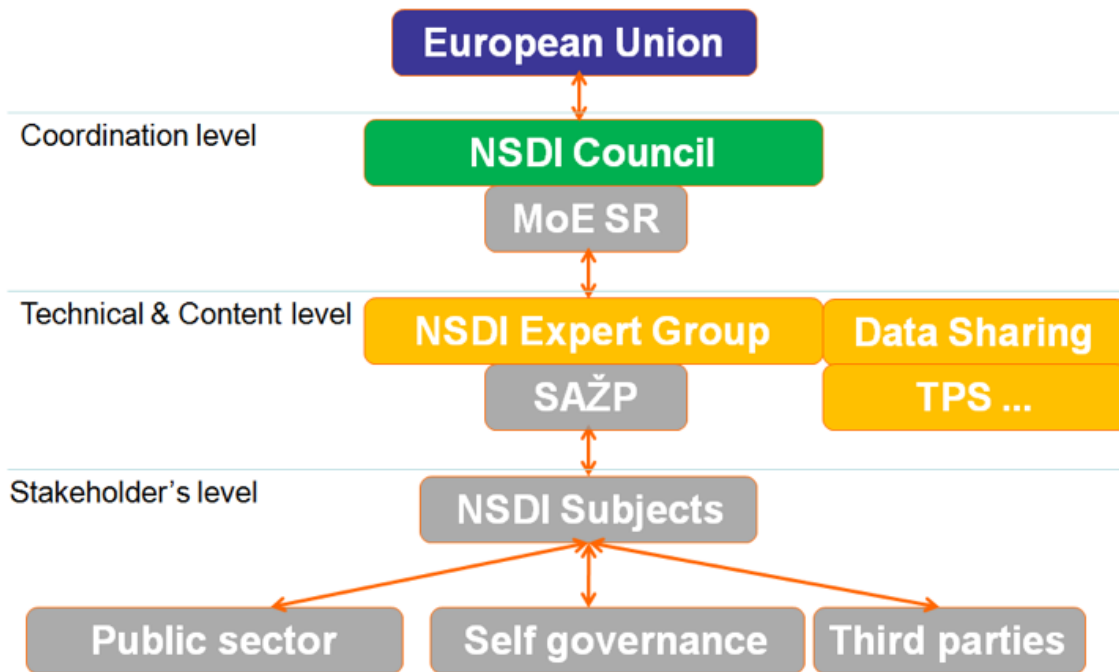 European Union
Coordination level
NSDI Council
MoE SR
Technical & Content level
NSDI Expert Group
Data Sharing
SAŽP
TPS ...
Stakeholder’s level
NSDI Subjects
Public sector
Self governance
Third parties